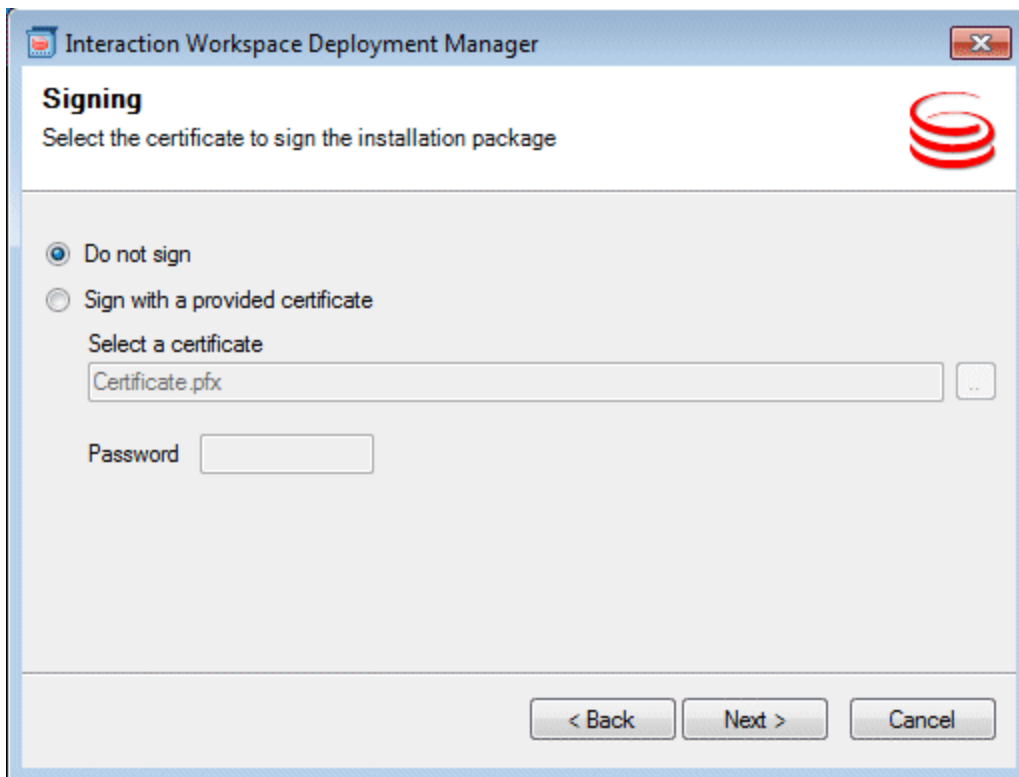 Interaction Workspace Deployment Manager
Signing
Select the certificate to sign the installation package
Do not sign
Sign with a provided certificate
Select a certificate
Certificate.pfx
..
Password
< Back Next > Cancel